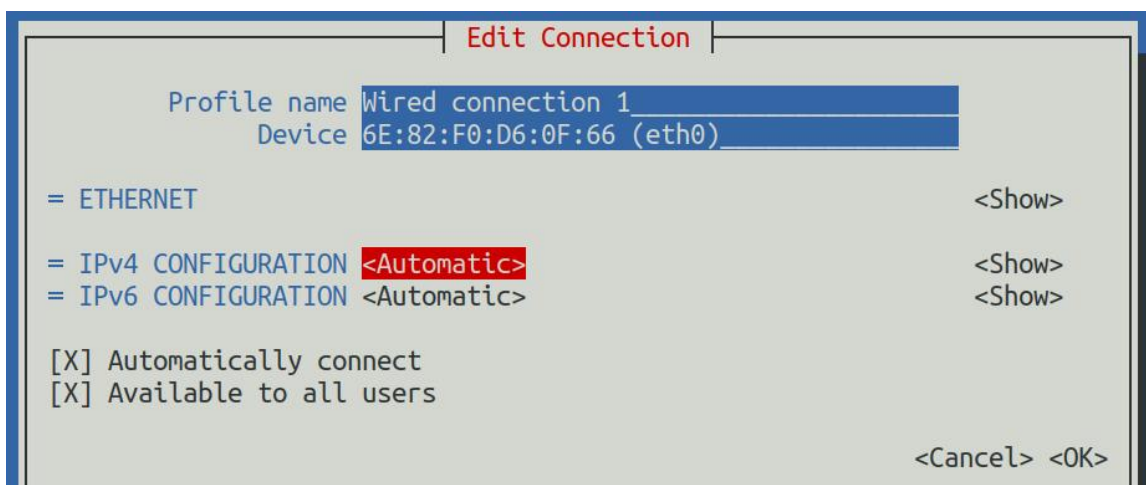 Edit Connection
Profile name Wired connection 1
Device 6E:82:F0:D6:0F:66 (eth0)
= ETHERNET <Show>
= IPv4 CONFIGURATION <Automatic> <Show>
= IPv6 CONFIGURATION <Automatic> <Show>
[X] Automatically connect
[X] Available to all users
<Cancel> <OK>